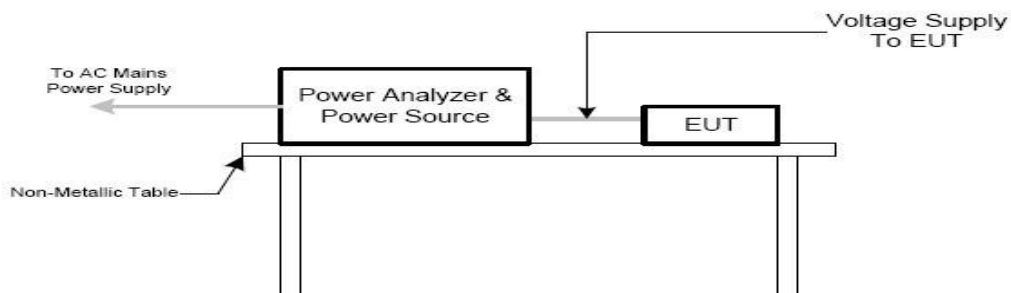 Voltage Supply
To EUT
To AC Mains
Power Supply
Power Analyzer &
Power Source
EUT
Non-Metallic Table